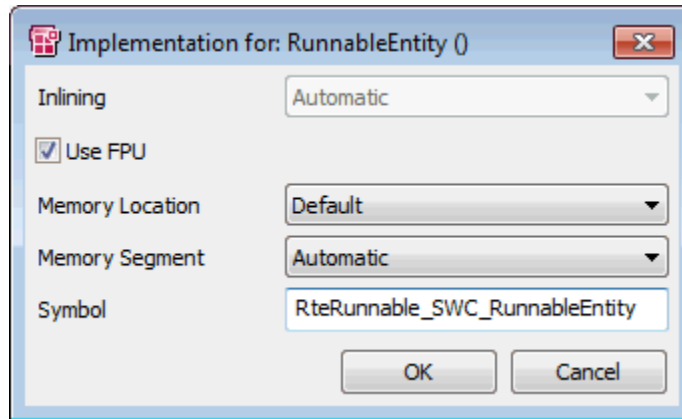 Implementation for: RunnableEntity ()
Inlining Automatic
Use FPU
Memory Location Default
Memory Segment Automatic
Symbol RteRunnable_SWC_RunnableEntity
OK Cancel